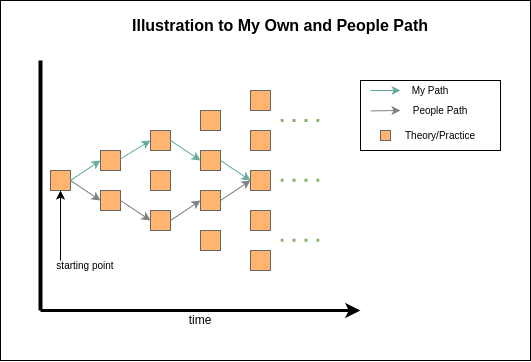 Illustration to My Own and People Path
My Path
People Path
Theory/Practice
starting point
time